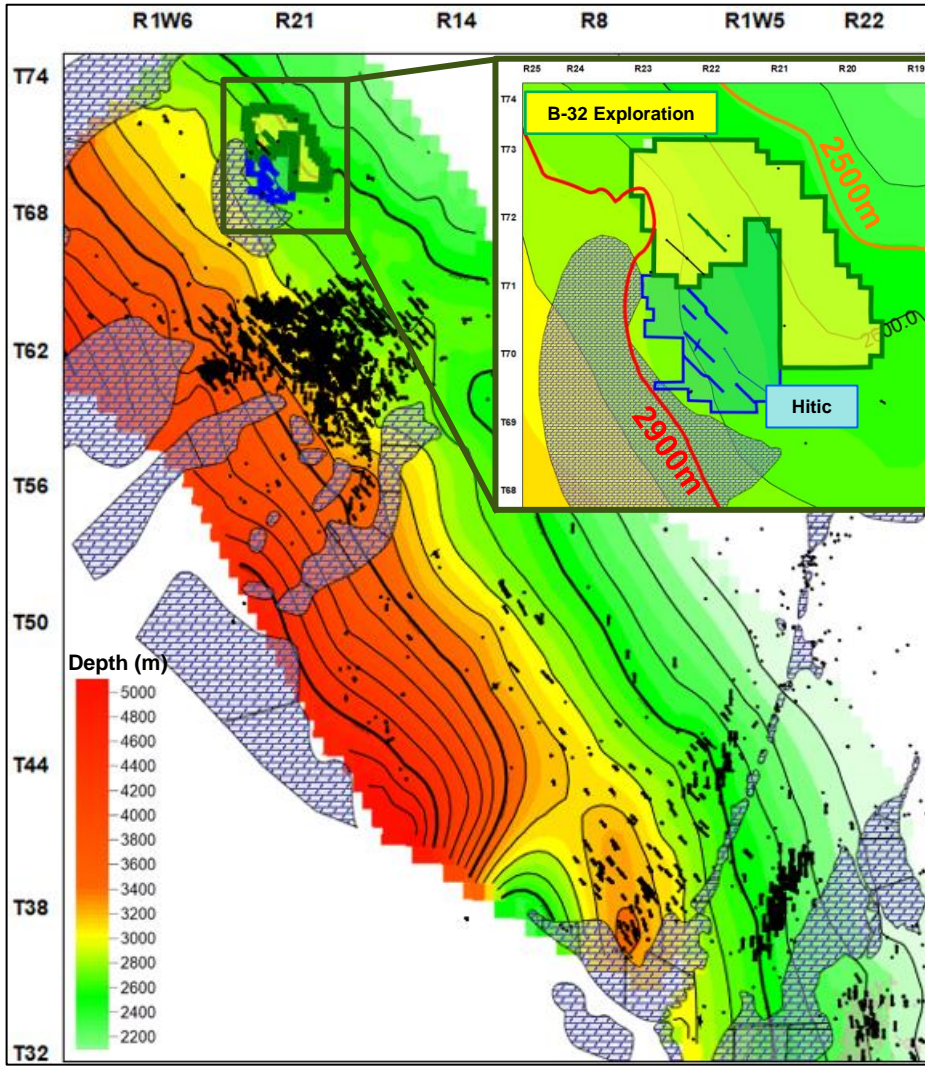 R1W6 R21 R14 R8 R1W5 R22
T74
T68
T62
T56
T50
T44
T38
T32
R25 R24 R23 R22 R21 R20 R19
T74
T73
T72
T71
T70
T69
T68
B-32 Exploration
2500m
2600.0
2900m
Hitic
Depth (m)
5000
4800
4600
4400
4200
4000
3800
3600
3400
3200
3000
2800
2600
2400
2200